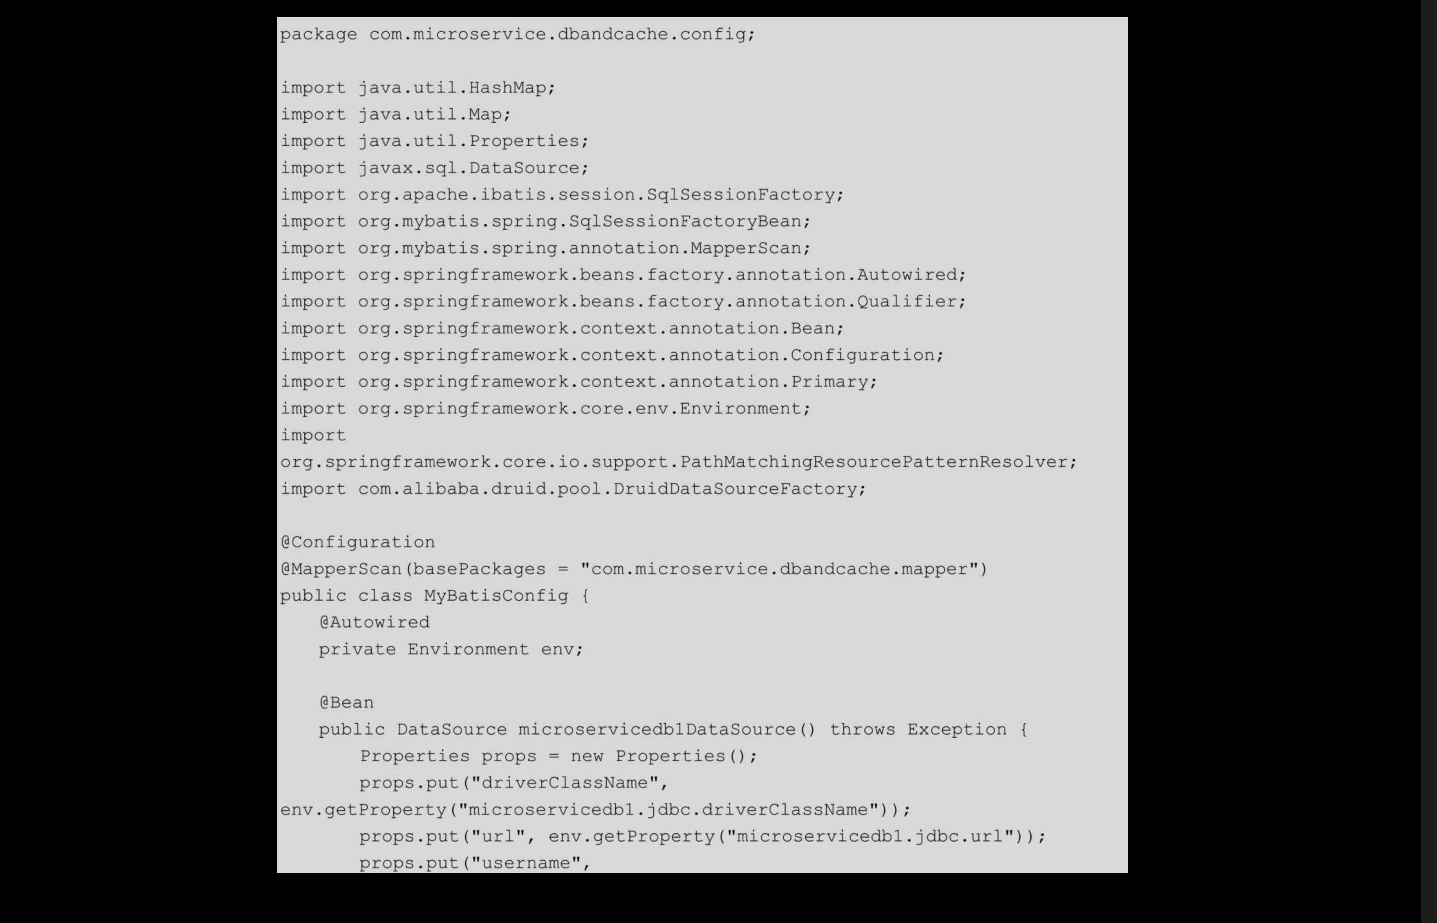 package com.microservice.dbandcache.config;
import java.util.HashMap;
import java.util.Map;
import java.util.Properties;
import javax.sql.DataSource;
import org.apache.ibatis.session.SqlSessionFactory;
import org.mybatis.spring.SqlSessionFactoryBean;
import org.mybatis.spring.annotation.MapperScan;
import org.springframework.beans.factory.annotation.Autowired;
import org.springframework.beans.factory.annotation.Qualifier;
import org.springframework.context.annotation.Bean;
import org.springframework.context.annotation.Configuration;
import org.springframework.context.annotation.Primary;
import org.springframework.core.env.Environment;
import
org.springframework.core.io.support.PathMatchingResourcePatternResolver;
import com.alibaba.druid.pool.DruidDataSourceFactory;
@Configuration
@MapperScan(basePackages = "com.microservice.dbandcache.mapper")
public class MyBatisConfig {
@Autowired
private Environment env;
@Bean
public DataSource microservicedb1DataSource() throws Exception {
Properties props = new Properties();
props.put("driverClassName",
env.getProperty("microservicedb1.jdbc.driverClassName"));
props.put("url", env.getProperty("microservicedb1.jdbc.url"));
props.put("username",